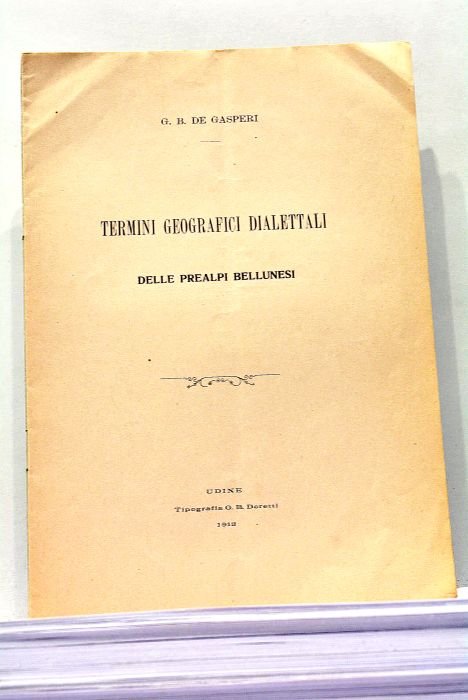 G. B. DE GASPERI
TERMINI GEOGRAFICI DIALETTALI
DELLE PREALPI BELLUNESI
UDINE
Tipografia G. B. Doretti
1912